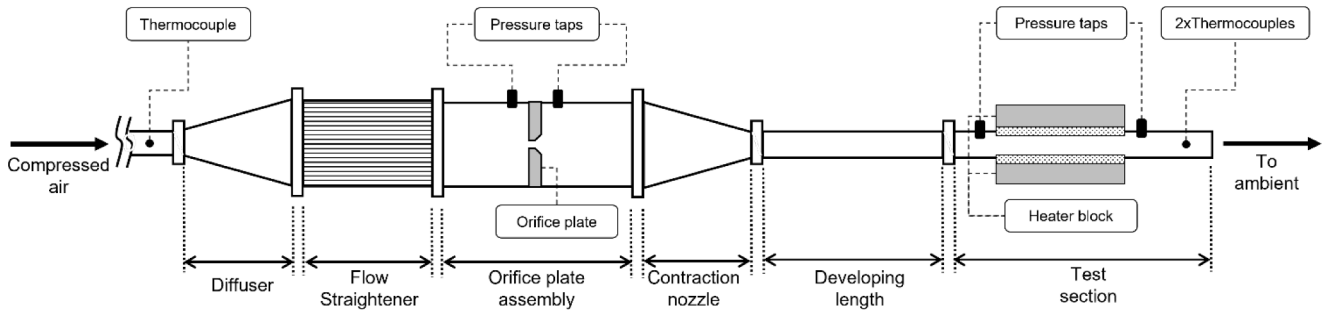 Thermocouple
Pressure taps
Pressure taps
2xThermocouples
Compressed
air
To
ambient
Orifice plate
Heater block
Diffuser
Flow
Straightener
Orifice plate
assembly
Contraction
nozzle
Developing
length
Test
section